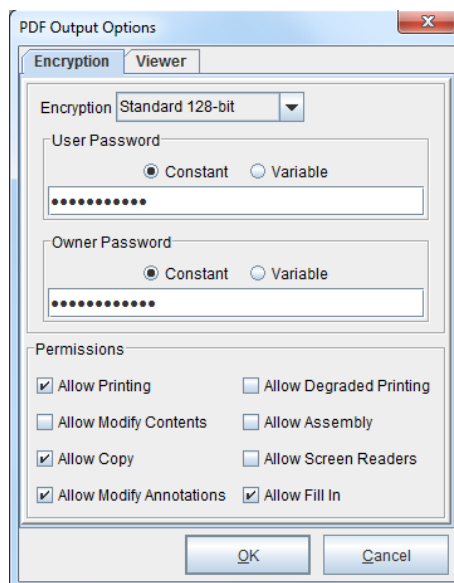 PDF Output Options
Encryption Viewer
Encryption Standard 128-bit
User Password
Constant Variable
•••••••••••
Owner Password
Constant Variable
••••••••••••
Permissions
Allow Printing Allow Degraded Printing
Allow Modify Contents Allow Assembly
Allow Copy Allow Screen Readers
Allow Modify Annotations Allow Fill In
OK Cancel